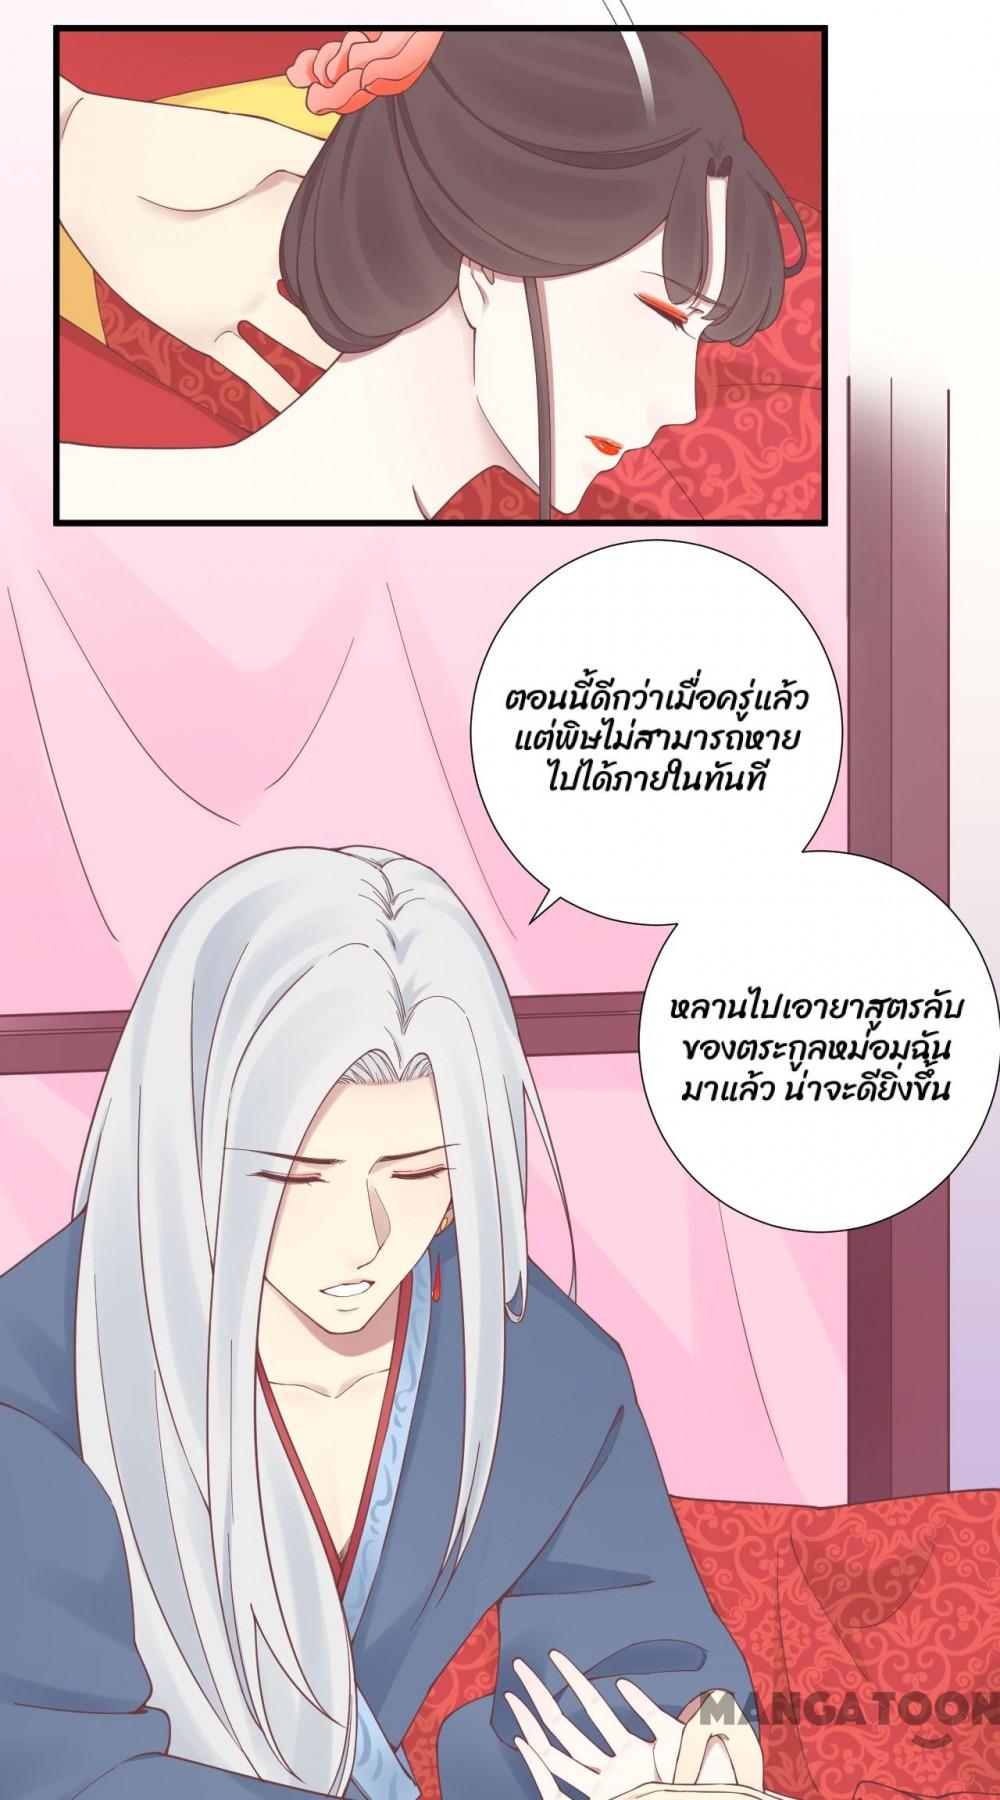 ตอนนี้ดีกว่าเมื่อครู่แล้ว
แต่พิษไม่สามารถหาย
ไปได้ภายในทันที
หลานไปเอายาสูตรลับ
ของตระกูลหม่อมฉัน
มาแล้ว น่าจะดียิ่งขึ้น
MANGATOON